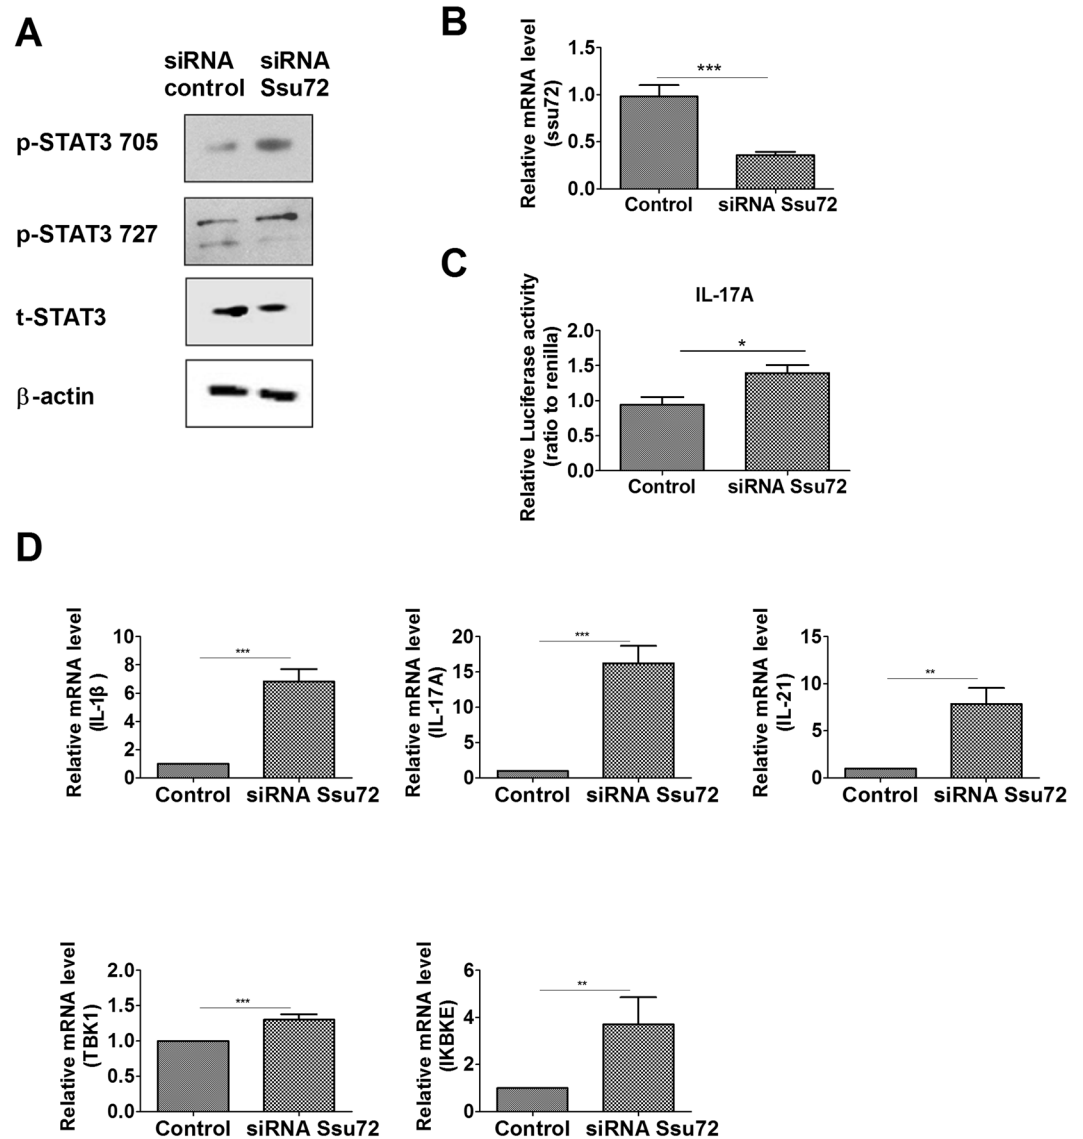 A
siRNA siRNA
control Ssu72
p-STAT3 705
p-STAT3 727
t-STAT3
β-actin
B
Relative mRNA level
(ssu72)
1.5
1.0
0.5
0.0
***
Control siRNA Ssu72
C
IL-17A
Relative Luciferase activity
(ratio to renilla)
2.0
1.5
1.0
0.5
0.0
*
Control siRNA Ssu72
D
Relative mRNA level
(IL-1β )
10
8
6
4
2
0
***
Control siRNA Ssu72
Relative mRNA level
(IL-17A)
20
15
10
5
0
***
Control siRNA Ssu72
Relative mRNA level
(IL-21)
15
10
5
0
**
Control siRNA Ssu72
Relative mRNA level
(TBK1)
2.0
1.5
1.0
0.5
0.0
***
Control siRNA Ssu72
Relative mRNA level
(IKBKE)
6
4
2
0
**
Control siRNA Ssu72